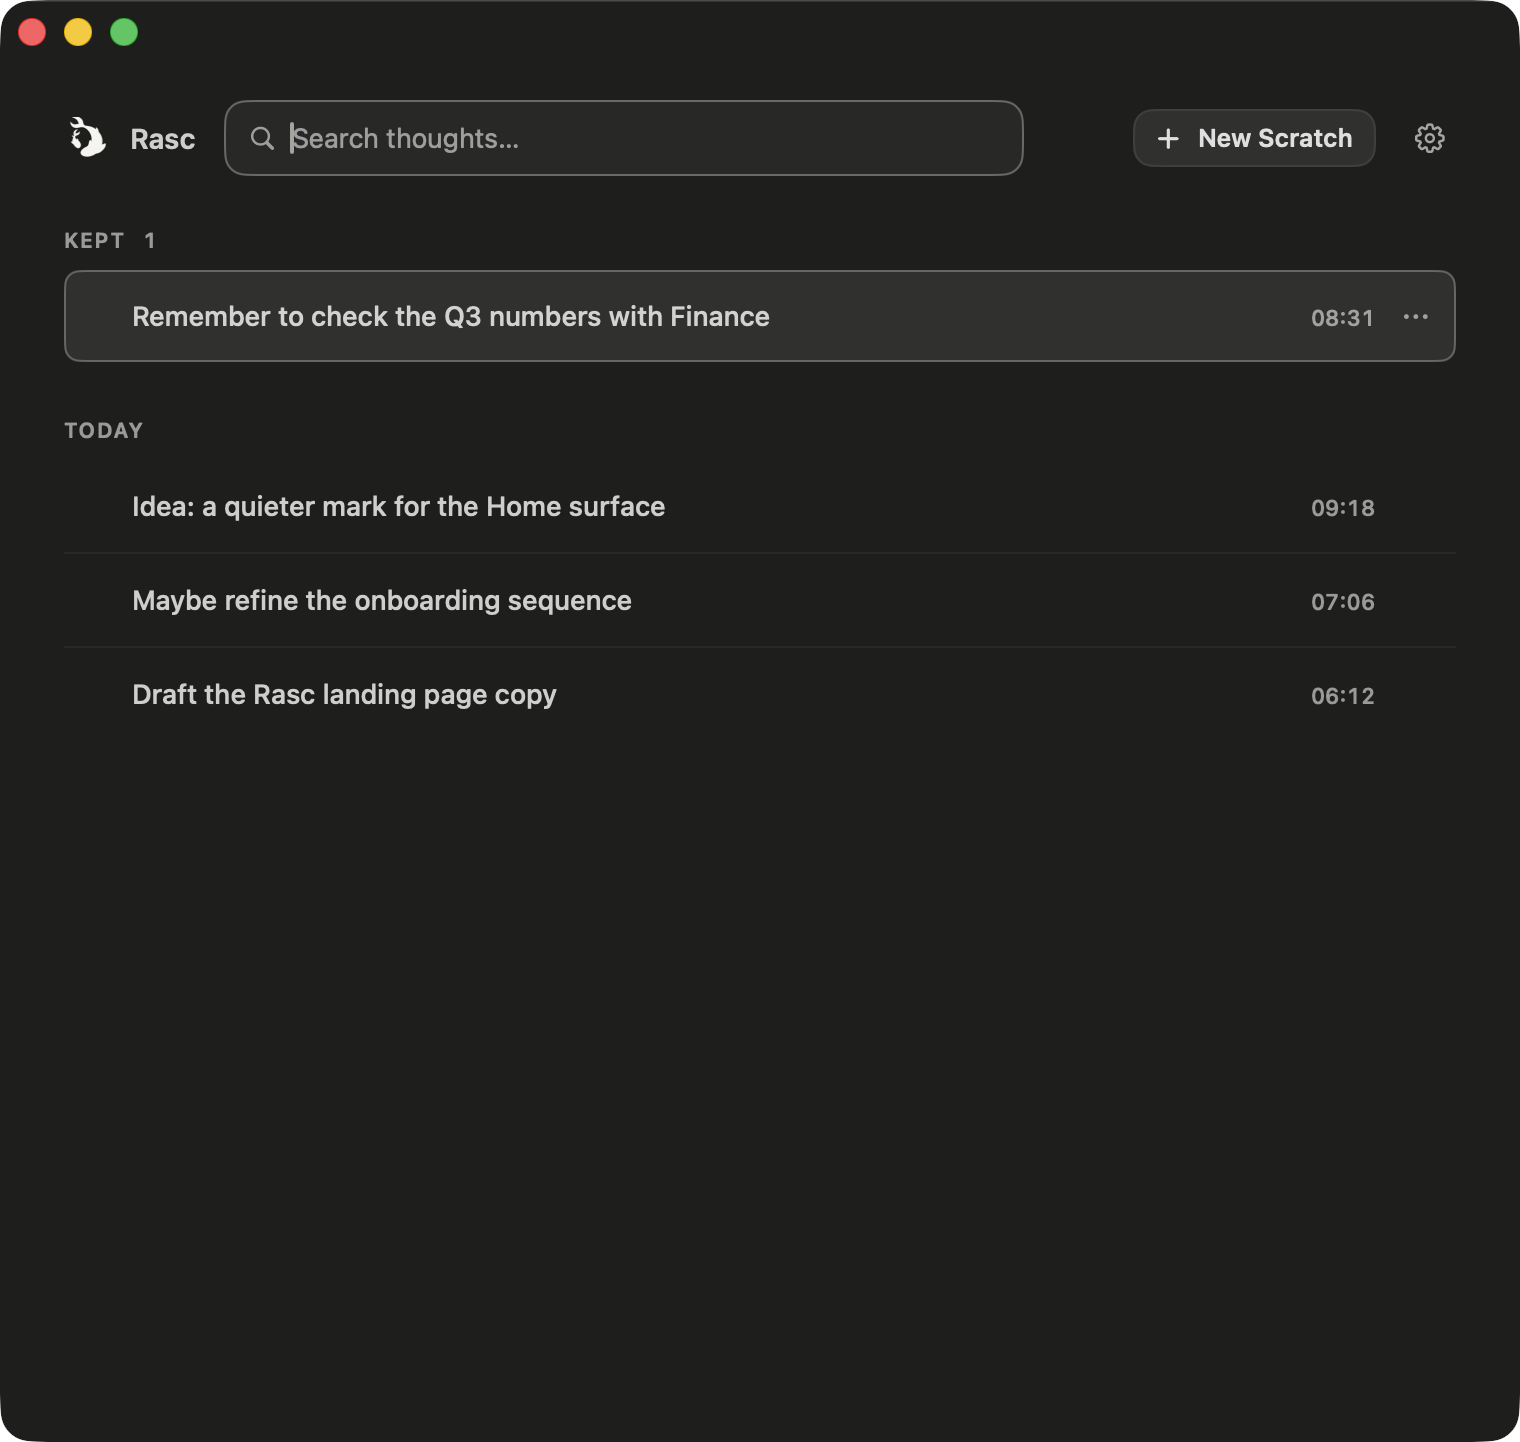 Rasc
Search thoughts...
New Scratch
KEPT 1
Remember to check the Q3 numbers with Finance 08:31
TODAY
Idea: a quieter mark for the Home surface 09:18
Maybe refine the onboarding sequence 07:06
Draft the Rasc landing page copy 06:12